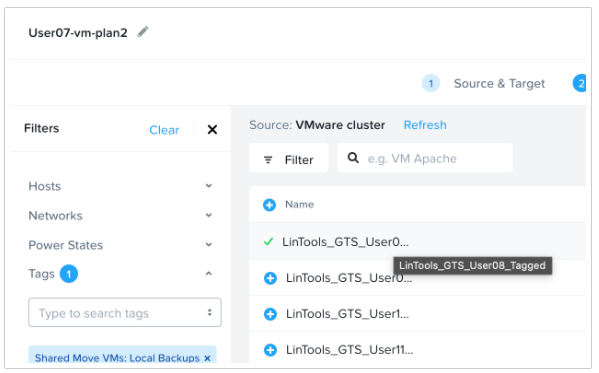 User07-vm-plan2
1 Source & Target 2
Filters Clear
Source: VMware cluster Refresh
Filter e.g. VM Apache
Hosts
Networks
Power States
Tags 1
Type to search tags
Shared Move VMs: Local Backups ×
Name
LinTools_GTS_User0...
LinTools_GTS_User08_Tagged
LinTools_GTS_User0...
LinTools_GTS_User1...
LinTools_GTS_User11...